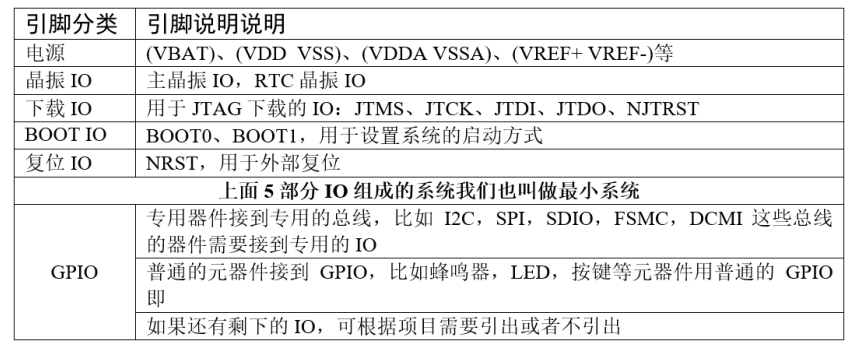 引脚分类 引脚说明说明
电源 (VBAT)、(VDD VSS)、(VDDA VSSA)、(VREF+ VREF-)等
晶振 IO 主晶振 IO，RTC 晶振 IO
下载 IO 用于 JTAG 下载的 IO：JTMS、JTCK、JTDI、JTDO、NJTRST
BOOT IO BOOT0、BOOT1，用于设置系统的启动方式
复位 IO NRST，用于外部复位
上面 5 部分 IO 组成的系统我们也叫做最小系统
专用器件接到专用的总线，比如 I2C，SPI，SDIO，FSMC，DCMI 这些总线
的器件需要接到专用的 IO
GPIO
普通的元器件接到 GPIO，比如蜂鸣器，LED，按键等元器件用普通的 GPIO
即
如果还有剩下的 IO，可根据项目需要引出或者不引出